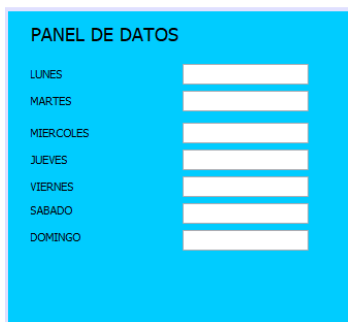 PANEL DE DATOS
LUNES
MARTES
MIERCOLES
JUEVES
VIERNES
SABADO
DOMINGO